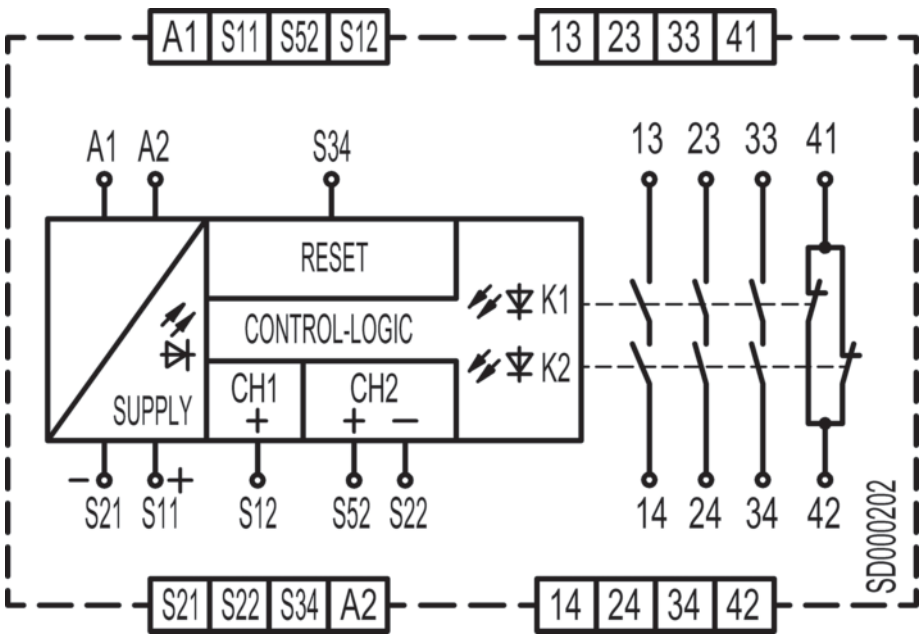 A1 S11 S52 S12 13 23 33 41
A1 A2 S34 13 23 33 41
RESET
K1
CONTROL-LOGIC
K2
CH1 CH2
SUPPLY + + −
− S21 S11 + S12 S52 S22 14 24 34 42
SD000202
S21 S22 S34 A2 14 24 34 42